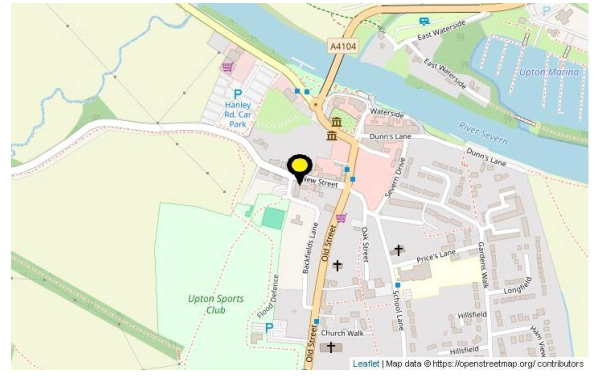 A4104
East Waterside
East Waterside
Upton Marina
P
P
Hanley
Rd. Car
Park
Waterside
Dunn's Lane
River Severn
Dunn's Lane
New Street
Severn Drive
Old Street
Oak Street
Backfields Lane
Price's Lane
Gardens Walk
Longfield
Flood Defence
Upton Sports
Club
School Lane
Hillsfield
P
Church Walk
Old Street
Hillsfield
Ham View
Leaflet | Map data © https://openstreetmap.org/ contributors